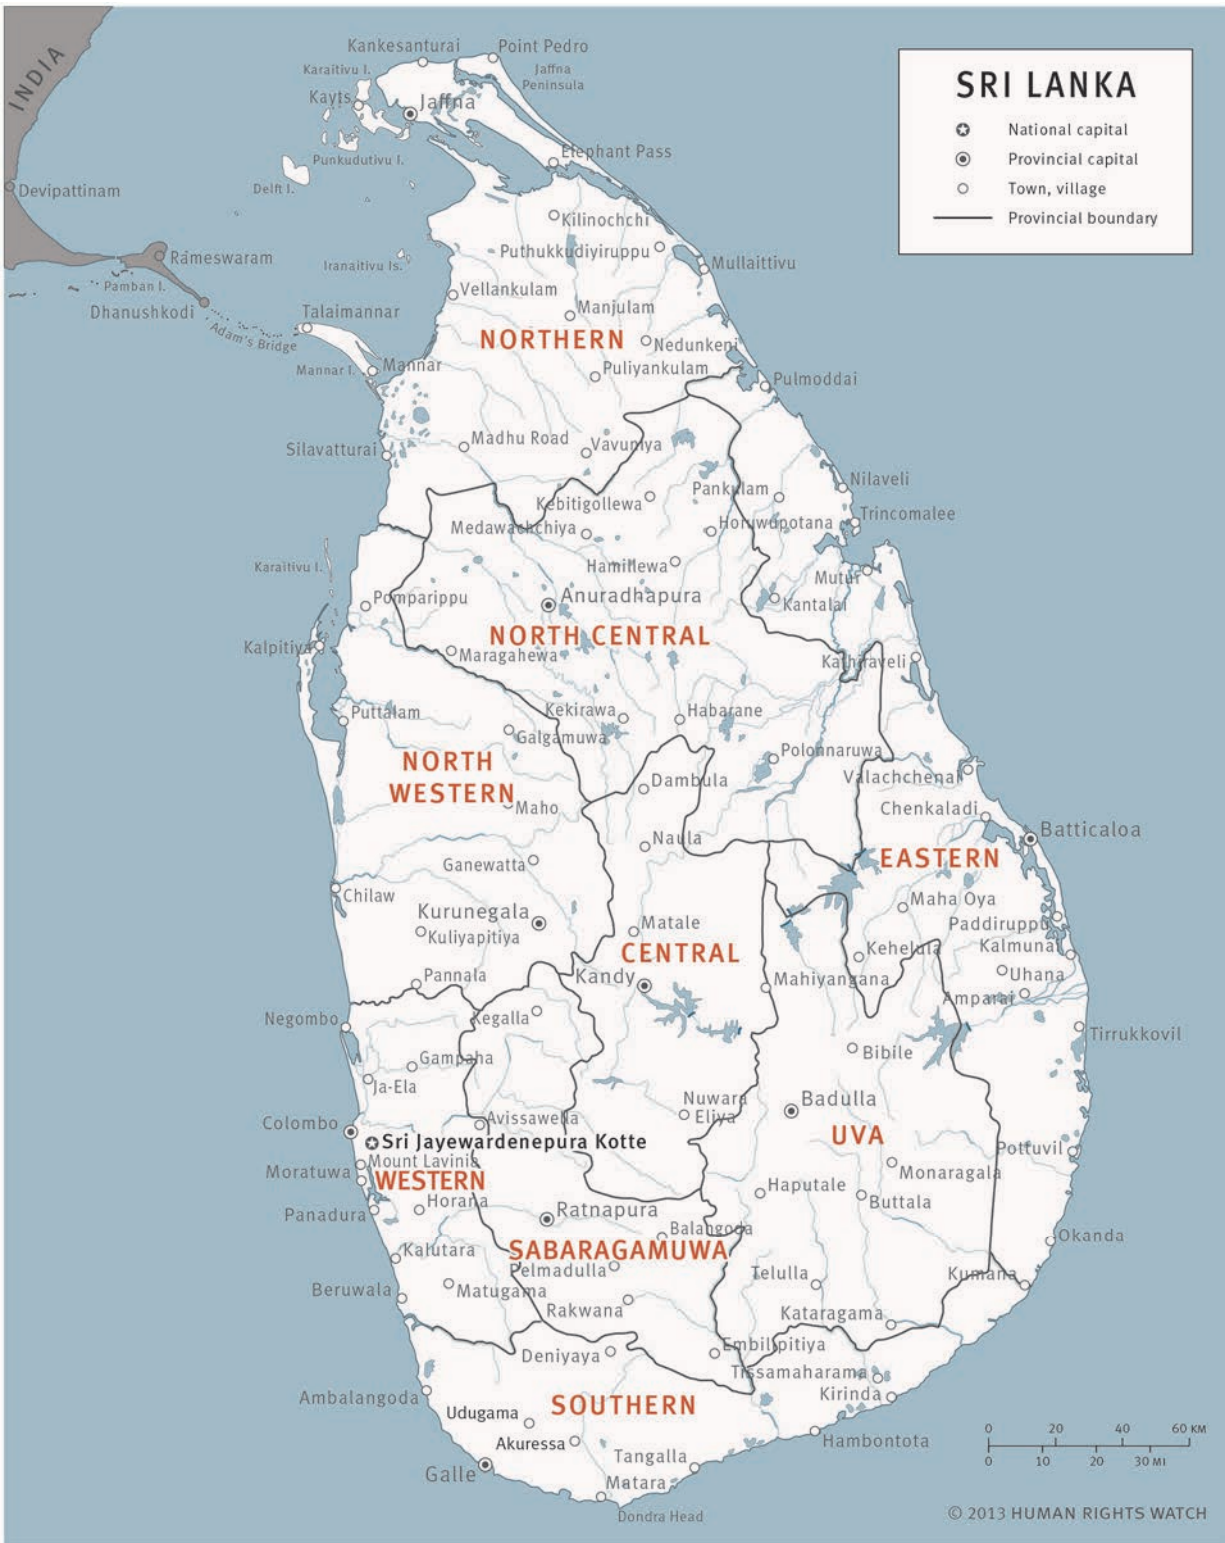 INDIA
Kankesanturai
Point Pedro
Karaitivu I.
Jaffna
Peninsula
Kayts
Jaffna
SRI LANKA
National capital
Provincial capital
Town, village
Provincial boundary
Punkudutivu I.
Elephant Pass
Delft I.
Devipattinam
Kilinochchi
Puthukkudiyiruppu
Rameswaram
Iranaitivu Is.
Mullaittivu
Pamban I.
Vellankulam
Dhanushkodi
Talaimannar
Manjulam
Adam's Bridge
NORTHERN
Nedunkeni
Mannar I.
Mannar
Puliyankulam
Pulmoddai
Silavatturai
Madhu Road
Vavuniya
Nilaveli
Pankulam
Kebitigollewa
Trincomalee
Medawachchiya
Horuwupotana
Karaitivu I.
Hamillewa
Mutur
Pomparippu
Anuradhapura
Kantalai
NORTH CENTRAL
Kalpitiya
Maragahewa
Kathiraveli
Puttalam
Kekirawa
Habarane
Galgamuwa
Polonnaruwa
NORTH
WESTERN
Dambula
Valachchenai
Maho
Chenkaladi
Batticaloa
Naula
EASTERN
Ganewatta
Chilaw
Maha Oya
Kurunegala
Matale
Paddiruppu
Kuliyapitiya
CENTRAL
Kehelula
Kalmunai
Pannala
Kandy
Mahiyangana
Uhana
Amparai
Negombo
Kegalla
Tirrukkovil
Gampaha
Bibile
Ja-Ela
Nuwara
Eliya
Badulla
Colombo
Avissawella
Sri Jayewardenepura Kotte
UVA
Mount Lavinia
Pottuvil
Moratuwa
WESTERN
Monaragala
Horana
Haputale
Buttala
Panadura
Ratnapura
Balangoda
Okanda
Kalutara
SABARAGAMUWA
Pelmadulla
Telulla
Kumana
Beruwala
Matugama
Rakwana
Kataragama
Deniyaya
Embilipitiya
Tissamaharama
Ambalangoda
SOUTHERN
Kirinda
Udugama
Akuressa
Hambontota
Galle
Tangalla
Matara
Dondra Head
0 20 40 60 KM
0 10 20 30 MI
© 2013 HUMAN RIGHTS WATCH